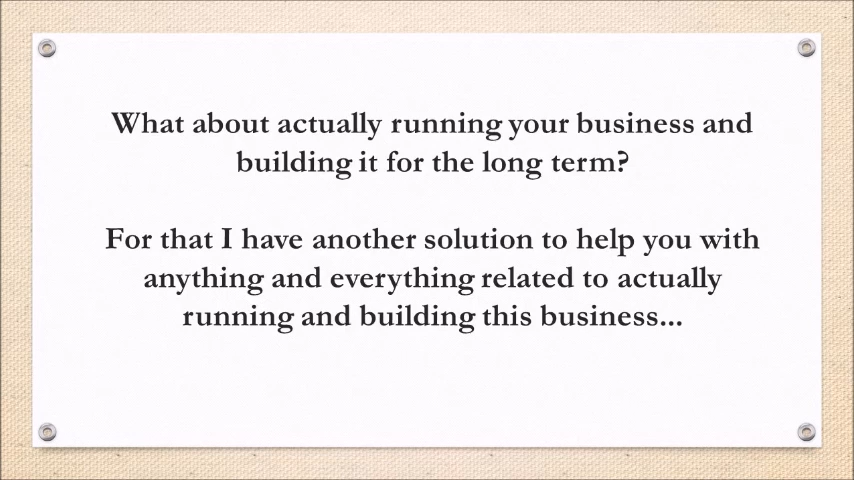 What about actually running your business and
building it for the long term?
For that I have another solution to help you with
anything and everything related to actually
running and building this business...